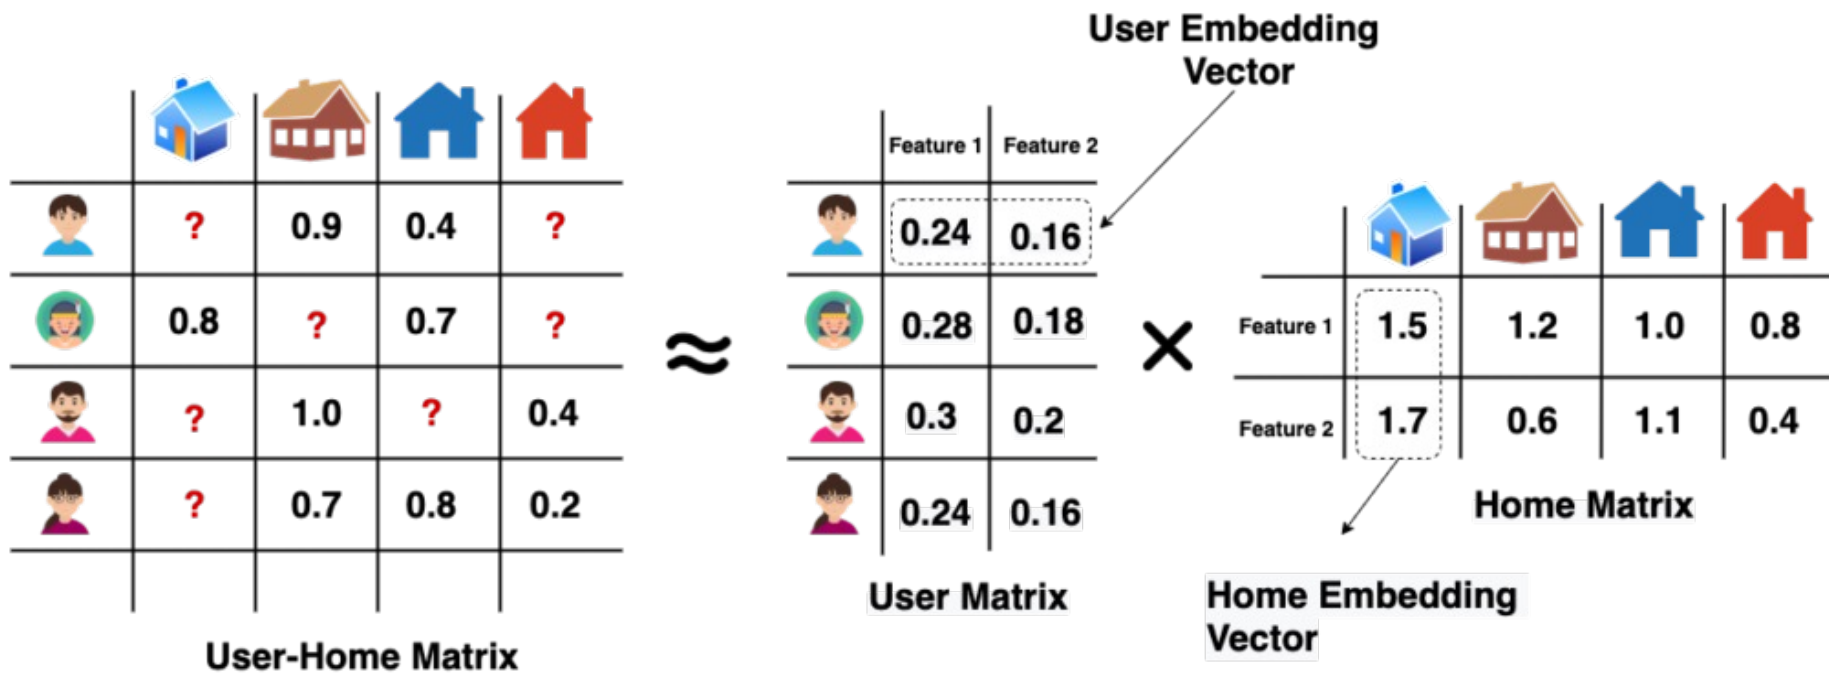 User Embedding
Vector
Feature 1 Feature 2
? 0.9 0.4 ?
0.24 0.16
0.8 ? 0.7 ?
≈
0.28 0.18
×
Feature 1 1.5 1.2 1.0 0.8
? 1.0 ? 0.4
0.3 0.2
Feature 2 1.7 0.6 1.1 0.4
? 0.7 0.8 0.2
0.24 0.16
Home Matrix
User Matrix
Home Embedding
Vector
User-Home Matrix